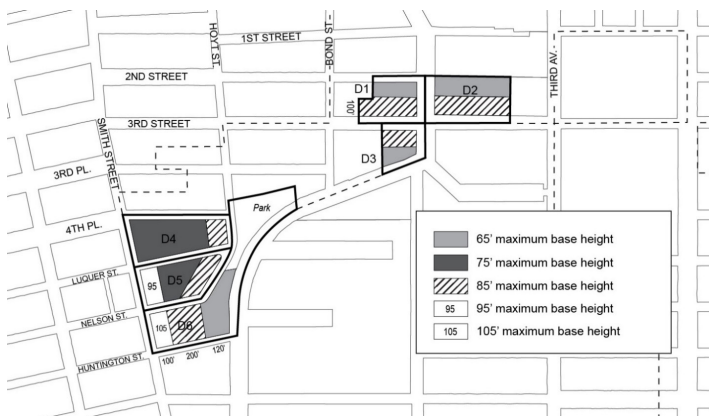 HOYT ST.
BOND ST.
1ST STREET
2ND STREET
THIRD AV.
D1
D2
100'
3RD STREET
SMITH STREET
D3
3RD PL.
Park
4TH PL.
D4
65' maximum base height
75' maximum base height
85' maximum base height
95 95' maximum base height
105 105' maximum base height
LUQUER ST.
95
D5
NELSON ST.
105
D6
HUNTINGTON ST.
100'
200'
120'